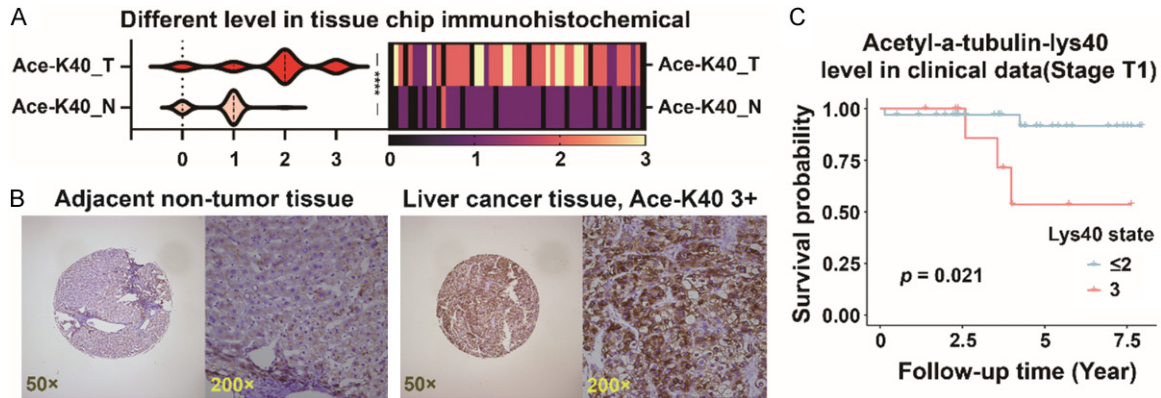 A
Different level in tissue chip immunohistochemical
Ace-K40_T
Ace-K40_N
0 1 2 3
****
Ace-K40_T
Ace-K40_N
0 1 2 3
B
Adjacent non-tumor tissue
50×
200×
Liver cancer tissue, Ace-K40 3+
50×
200×
C
Acetyl-a-tubulin-lys40
level in clinical data(Stage T1)
Survival probability
1.00
0.75
0.50
0.25
0.00
Lys40 state
≤2
3
p = 0.021
0 2.5 5 7.5
Follow-up time (Year)